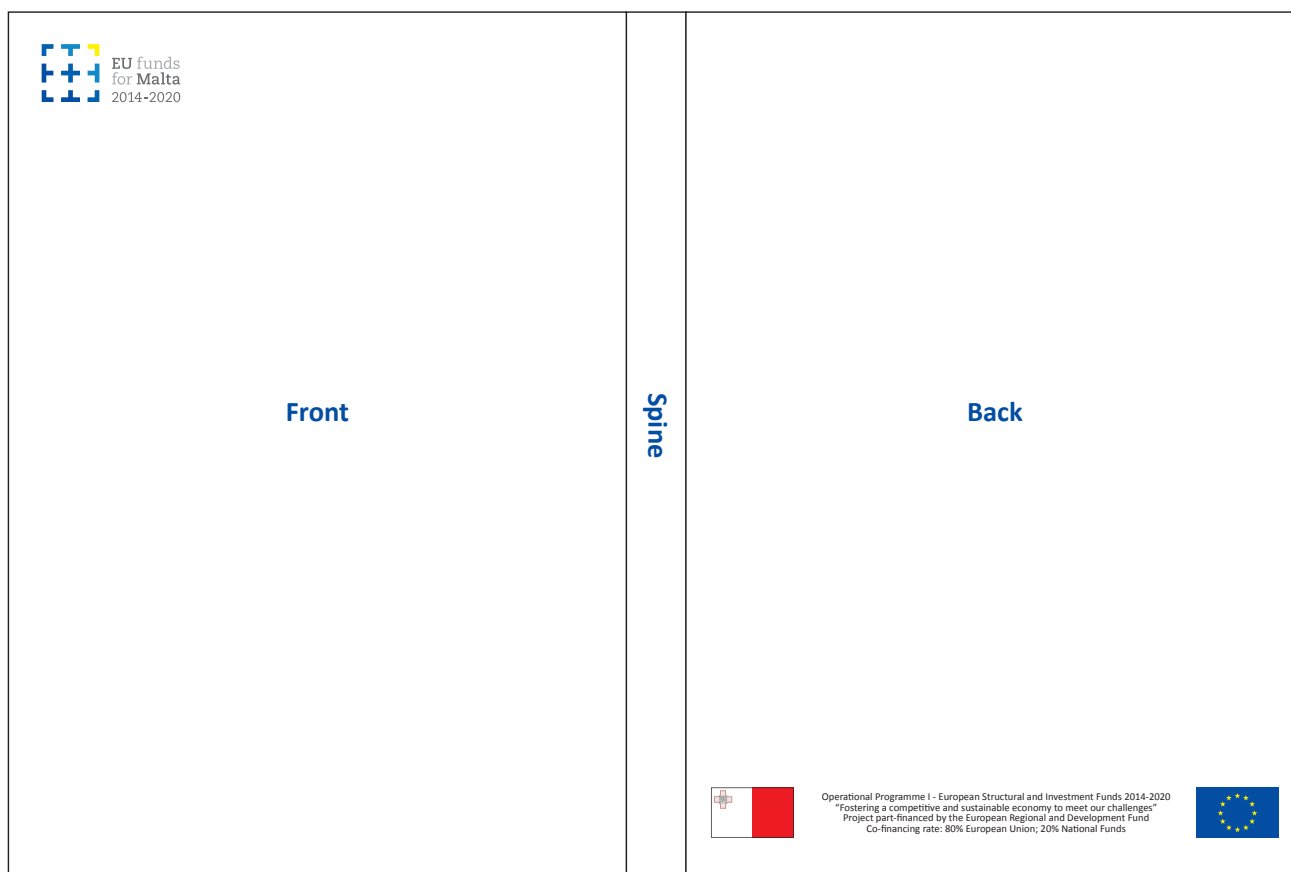 EU funds
for Malta
2014-2020
Front
Spine
Back
Operational Programme I - European Structural and Investment Funds 2014-2020
“Fostering a competitive and sustainable economy to meet our challenges”
Project part-financed by the European Regional and Development Fund
Co-financing rate: 80% European Union; 20% National Funds